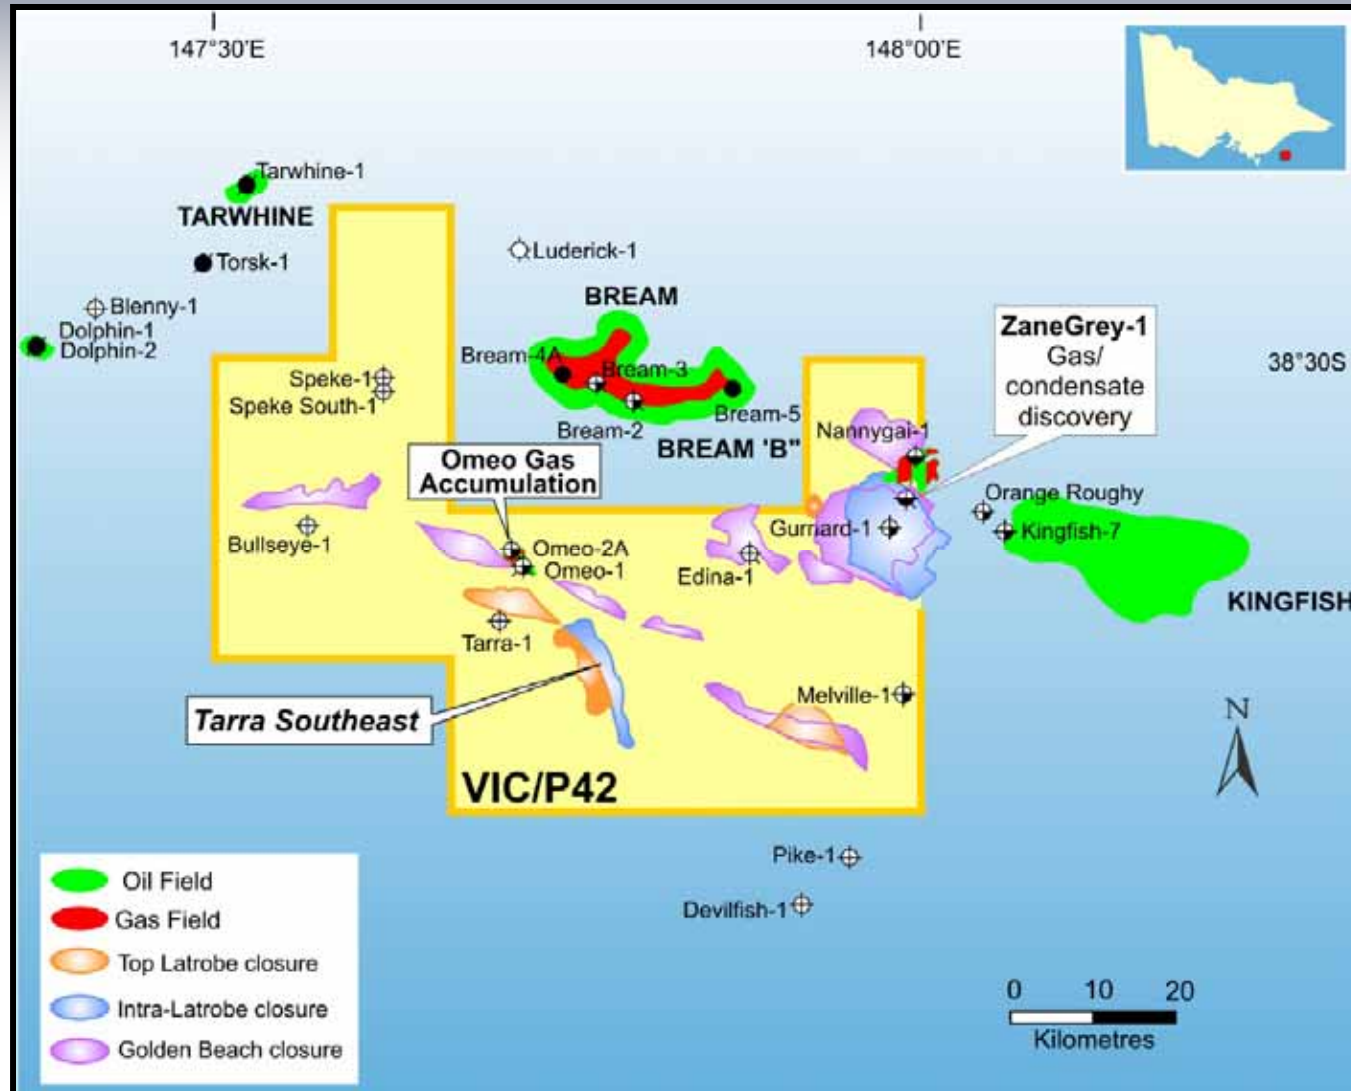 147°30'E
148°00'E
Tarwhine-1
TARWHINE
Torsk-1
Luderick-1
Blenny-1
Dolphin-1
Dolphin-2
BREAM
ZaneGrey-1
Gas/
condensate
discovery
38°30S
Speke-1
Speke South-1
Bream-4A
Bream-3
Bream-2
Bream-5
BREAM 'B"
Nannygai-1
Omeo Gas
Accumulation
Orange Roughy
Gurnard-1
Kingfish-7
Bullseye-1
Omeo-2A
Omeo-1
Edina-1
KINGFISH
Tarra-1
Tarra Southeast
Melville-1
N
VIC/P42
Pike-1
Devilfish-1
Oil Field
Gas Field
Top Latrobe closure
Intra-Latrobe closure
Golden Beach closure
0 10 20
Kilometres